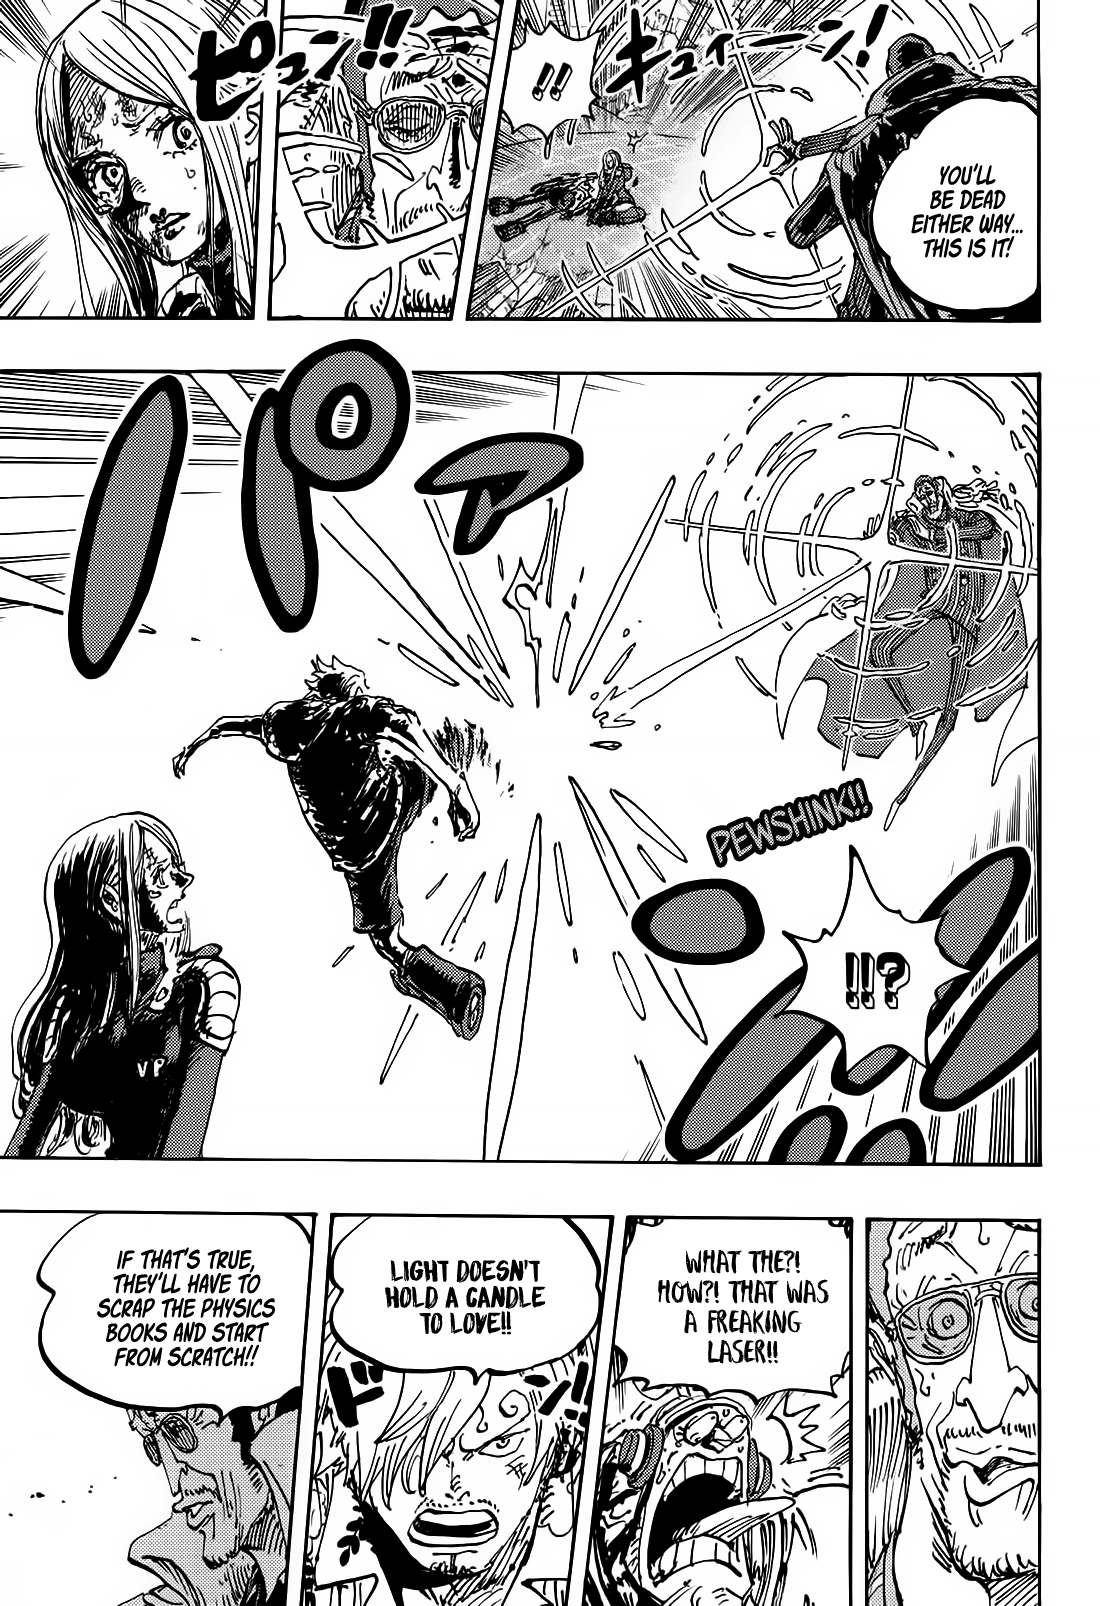 キュイーン!
YOU'LL
BE DEAD
EITHER WAY...
THIS IS IT!
!!
ピュン!!
パァ
PEWSHINK!!
!!?
VP
WHAT THE?!
HOW?! THAT WAS
A FREAKING
LASER!!
LIGHT DOESN'T
HOLD A CANDLE
TO LOVE!!
ドン!!
IF THAT'S TRUE,
THEY'LL HAVE TO
SCRAP THE PHYSICS
BOOKS AND START
FROM SCRATCH!!